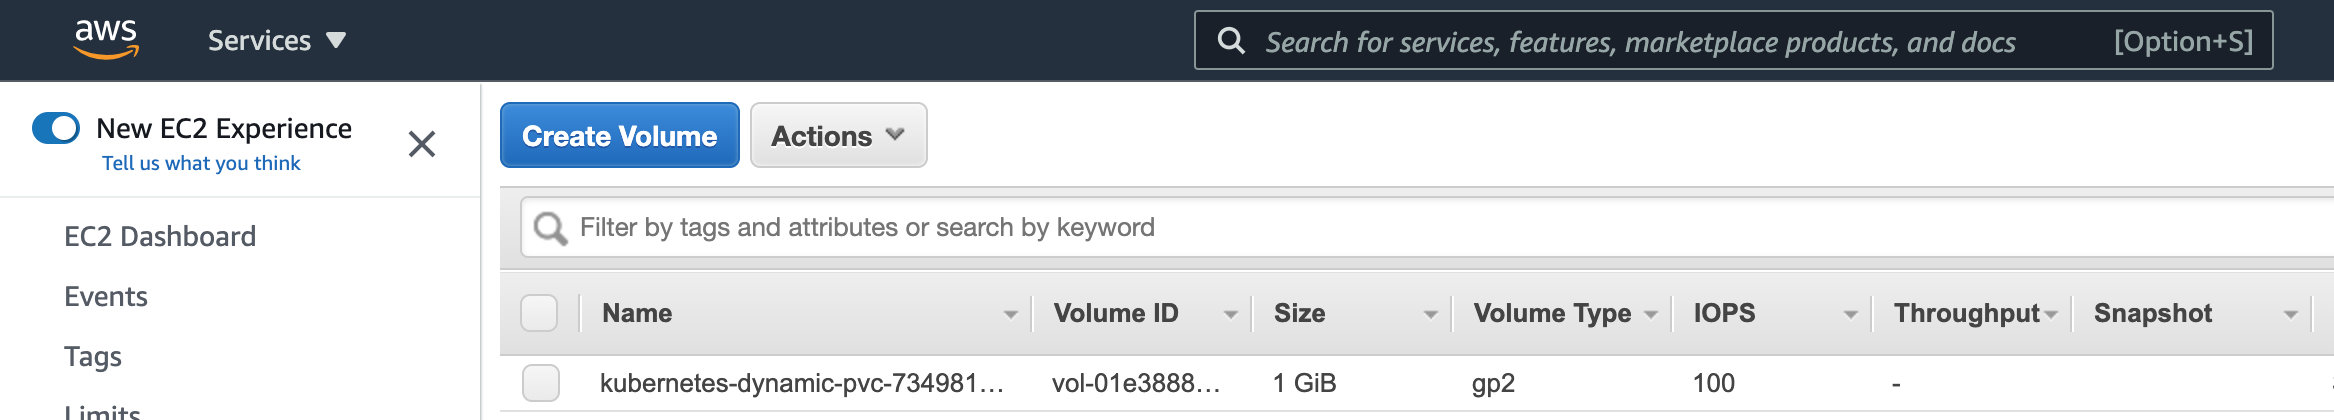 aws
Services
Search for services, features, marketplace products, and docs [Option+S]
New EC2 Experience
Tell us what you think
EC2 Dashboard
Events
Tags
Limits
Create Volume Actions
Filter by tags and attributes or search by keyword
Name Volume ID Size Volume Type IOPS Throughput Snapshot
kubernetes-dynamic-pvc-734981... vol-01e3888... 1 GiB gp2 100 -